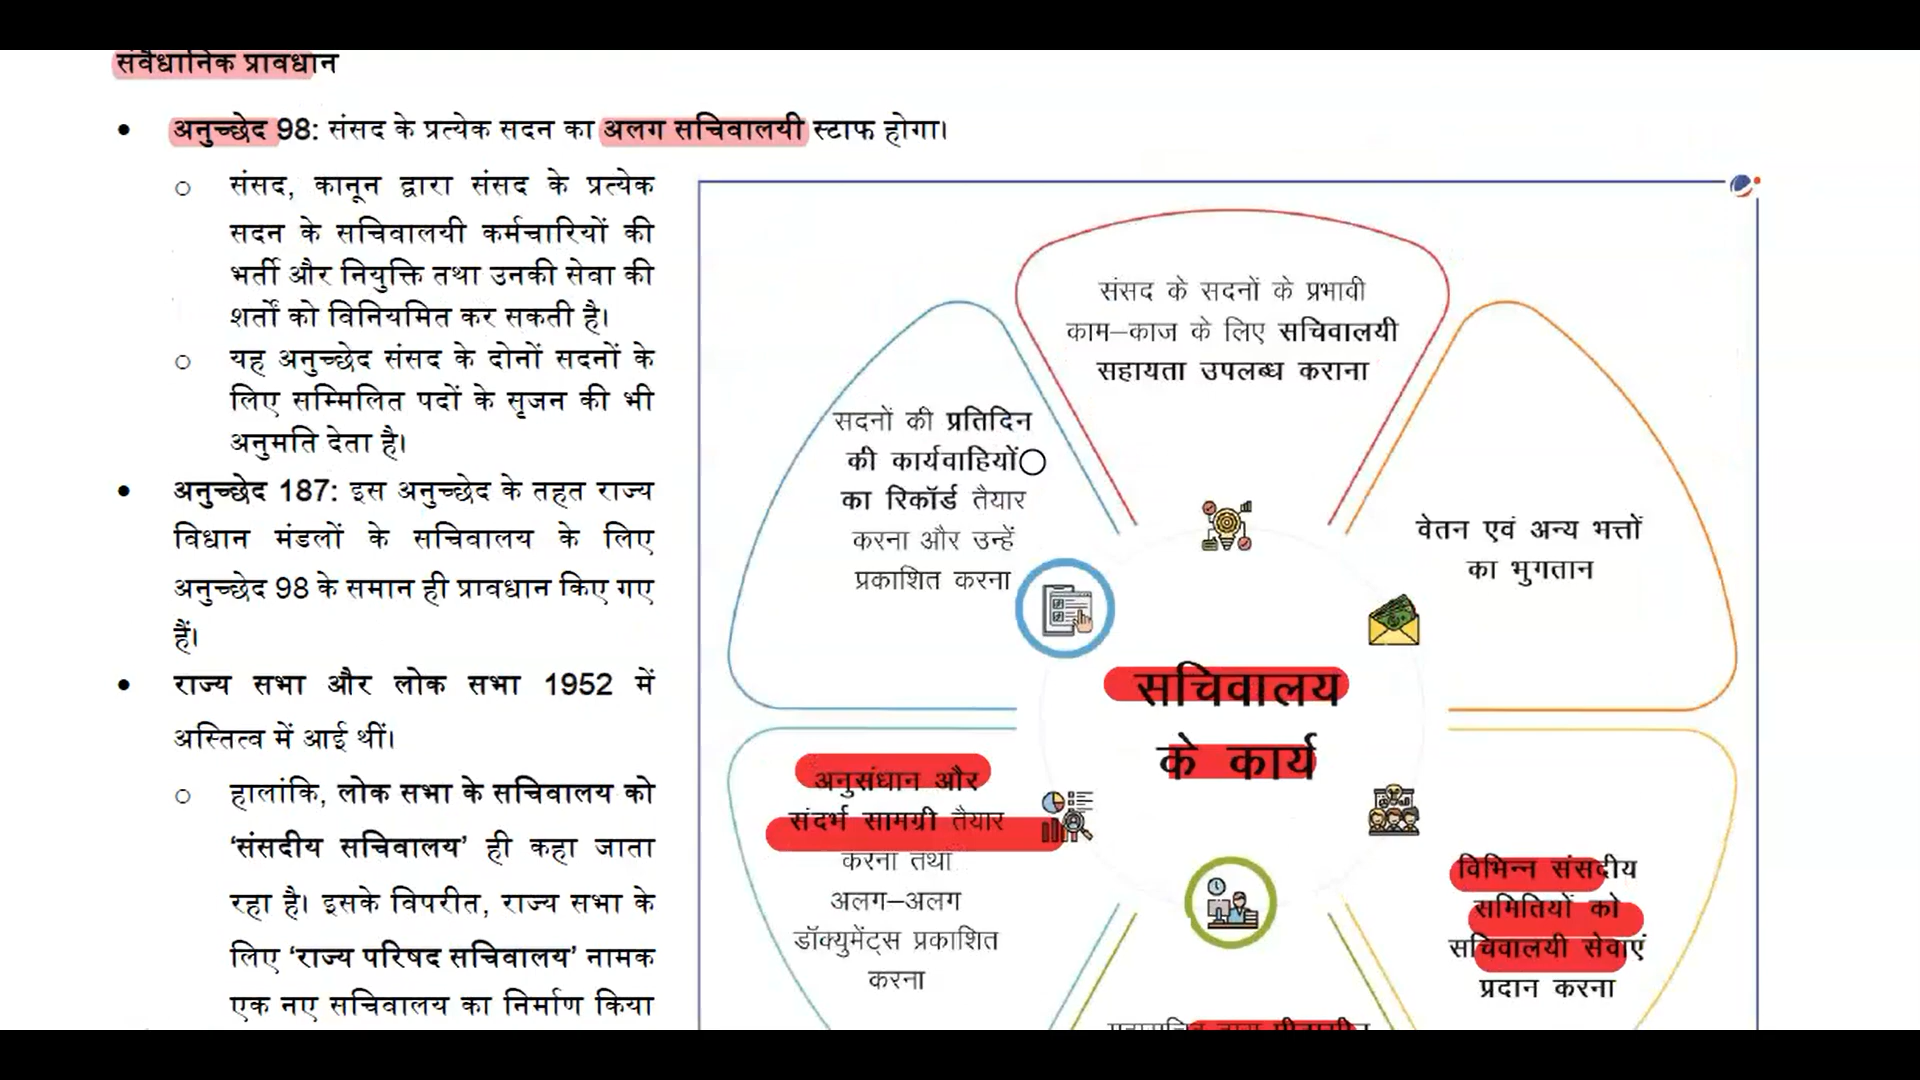 संवैधानिक प्रावधान
• अनुच्छेद 98: संसद के प्रत्येक सदन का अलग सचिवालयी स्टाफ होगा।
○ संसद, कानून द्वारा संसद के प्रत्येक
सदन के सचिवालयी कर्मचारियों की
भर्ती और नियुक्ति तथा उनकी सेवा की
शर्तों को विनियमित कर सकती है।
○ यह अनुच्छेद संसद के दोनों सदनों के
लिए सम्मिलित पदों के सृजन की भी
अनुमति देता है।
• अनुच्छेद 187: इस अनुच्छेद के तहत राज्य
विधान मंडलों के सचिवालय के लिए
अनुच्छेद 98 के समान ही प्रावधान किए गए
हैं।
• राज्य सभा और लोक सभा 1952 में
अस्तित्व में आई थीं।
○ हालांकि, लोक सभा के सचिवालय को
‘संसदीय सचिवालय’ ही कहा जाता
रहा है। इसके विपरीत, राज्य सभा के
लिए ‘राज्य परिषद सचिवालय’ नामक
एक नए सचिवालय का निर्माण किया
संसद के सदनों के प्रभावी
काम–काज के लिए सचिवालयी
सहायता उपलब्ध कराना
सदनों की प्रतिदिन
की कार्यवाहियों
का रिकॉर्ड तैयार
करना और उन्हें
प्रकाशित करना
वेतन एवं अन्य भत्तों
का भुगतान
सचिवालय
के कार्य
अनुसंधान और
संदर्भ सामग्री तैयार
करना तथा
अलग–अलग
डॉक्युमेंट्स प्रकाशित
करना
विभिन्न संसदीय
समितियों को
सचिवालयी सेवाएं
प्रदान करना